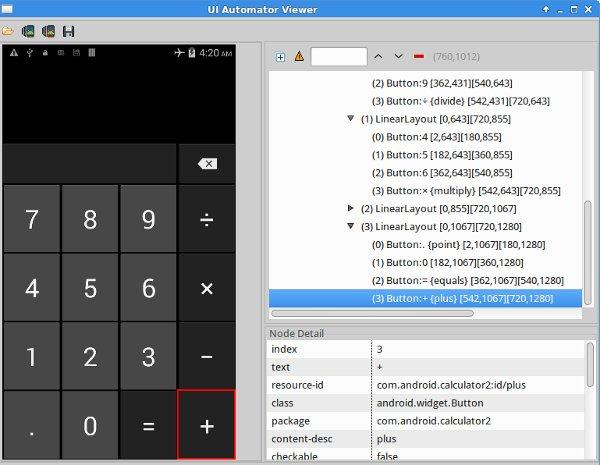 UI Automator Viewer
4:20 AM
7 8 9 ÷
4 5 6 ×
1 2 3 −
. 0 = +
(760,1012)
(2) Button:9 [362,431][540,643]
(3) Button:÷ {divide} [542,431][720,643]
(1) LinearLayout [0,643][720,855]
(0) Button:4 [2,643][180,855]
(1) Button:5 [182,643][360,855]
(2) Button:6 [362,643][540,855]
(3) Button:× {multiply} [542,643][720,855]
(2) LinearLayout [0,855][720,1067]
(3) LinearLayout [0,1067][720,1280]
(0) Button:. {point} [2,1067][180,1280]
(1) Button:0 [182,1067][360,1280]
(2) Button:= {equals} [362,1067][540,1280]
(3) Button:+ {plus} [542,1067][720,1280]
Node Detail
index 3
text +
resource-id com.android.calculator2:id/plus
class android.widget.Button
package com.android.calculator2
content-desc plus
checkable false